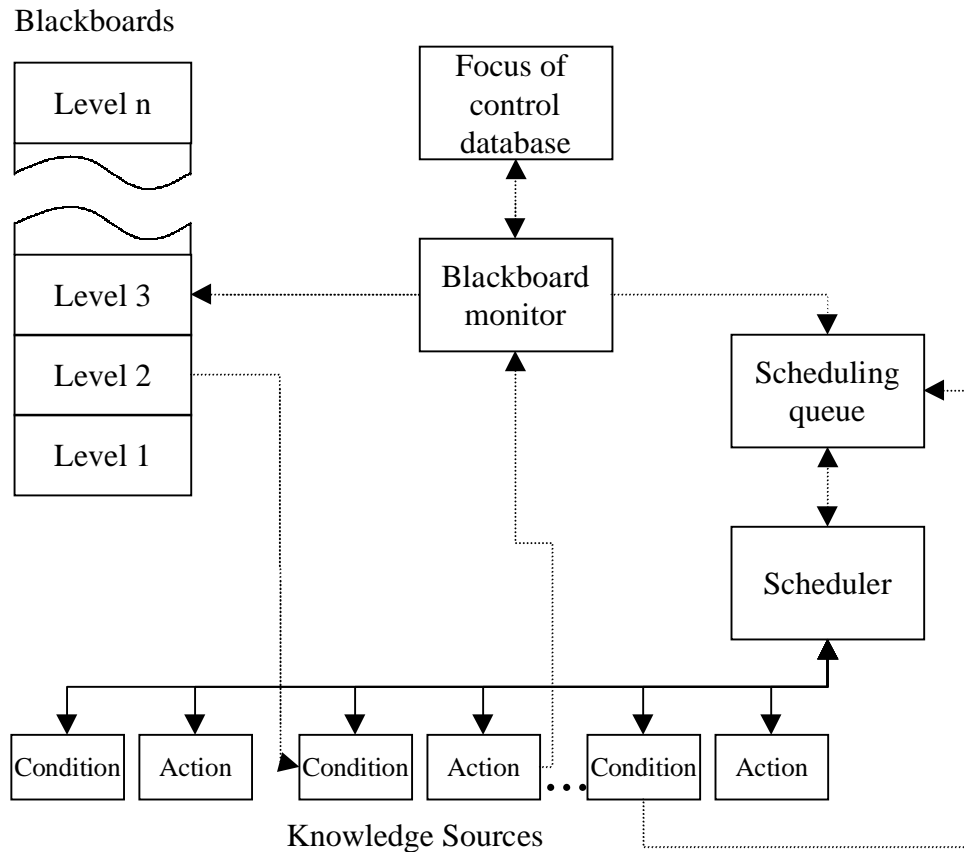 Blackboards
Level n
Level 3
Level 2
Level 1
Focus of
control
database
Blackboard
monitor
Scheduling
queue
Scheduler
Condition
Action
Condition
Action
...
Condition
Action
Knowledge Sources